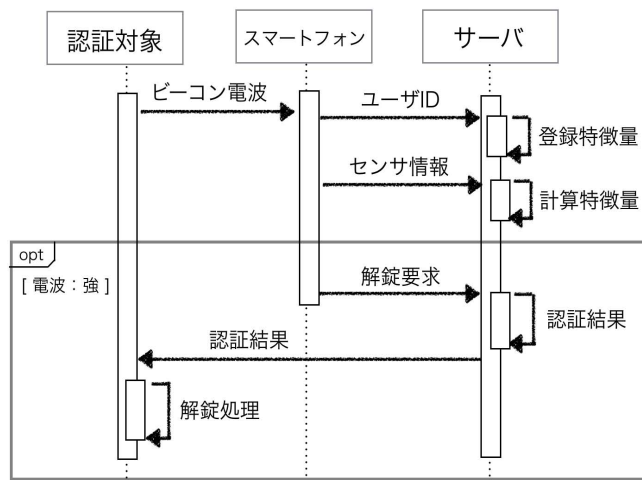 認証対象
スマートフォン
サーバ
ビーコン電波
ユーザID
登録特徴量
センサ情報
計算特徴量
opt
[ 電波：強 ]
解錠要求
認証結果
認証結果
解錠処理